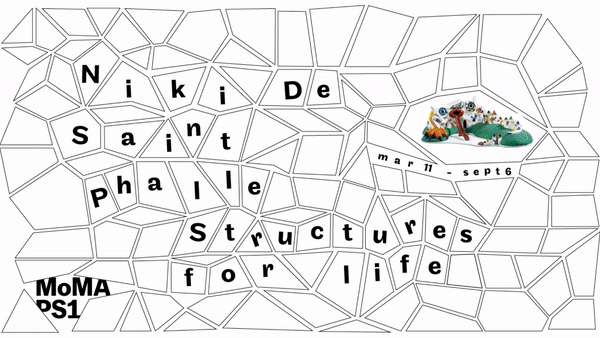 Niki De
Saint
mar 11 - sept 6
Phalle
Structures
for life
MoMA
PS1